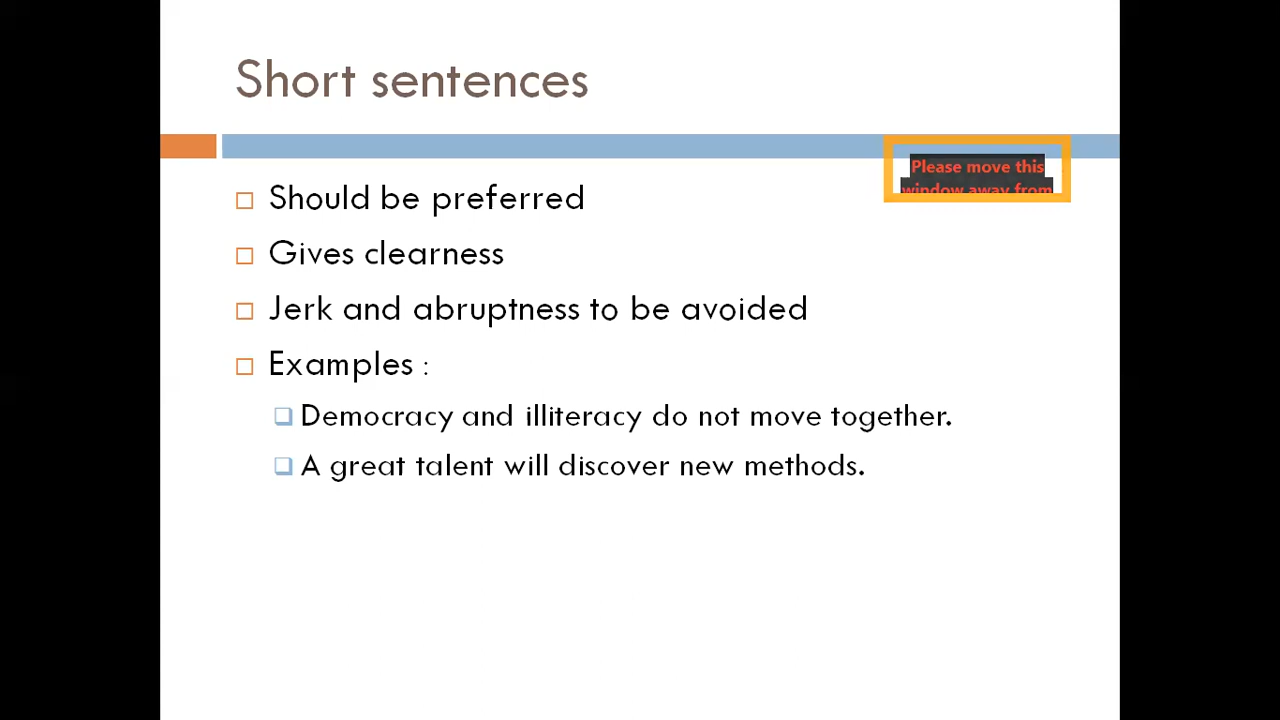 Short sentences
Please move this
window away from
Should be preferred
Gives clearness
Jerk and abruptness to be avoided
Examples :
Democracy and illiteracy do not move together.
A great talent will discover new methods.